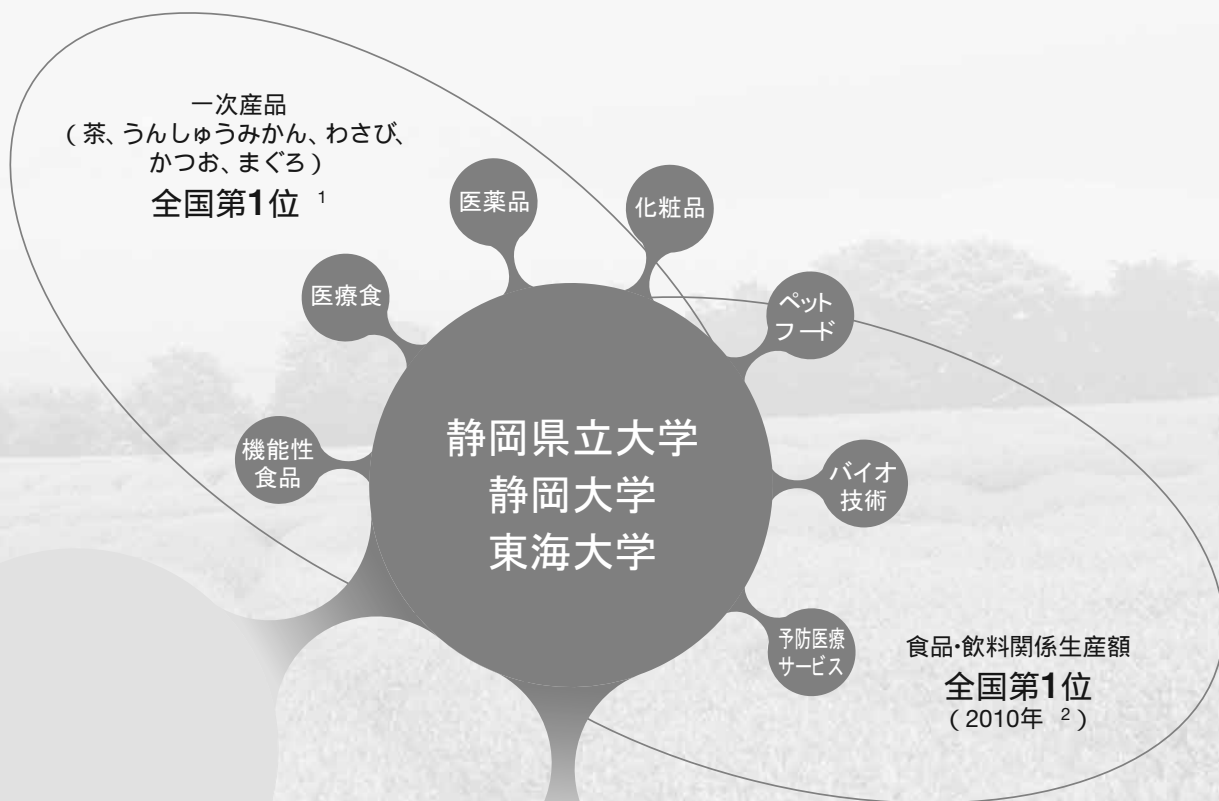 一次産品
（茶、うんしゅうみかん、わさび、
かつお、まぐろ）
全国第1位 1
医薬品
化粧品
医療食
ペット
フード
機能性
食品
静岡県立大学
静岡大学
東海大学
バイオ
技術
予防医療
サービス
食品・飲料関係生産額
全国第1位
（2010年 2）